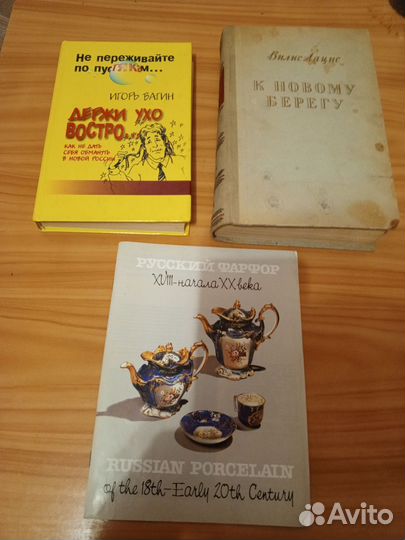 Не переживайте
по пустякам...
ИГОРЬ ВАГИН
ДЕРЖИ УХО
ВОСТРО...
КАК НЕ ДАТЬ
СЕБЯ ОБМАНУТЬ
В НОВОЙ РОССИИ
Вилис Лацис
К НОВОМУ
БЕРЕГУ
РУССКИЙ ФАРФОР
XVIII-начала XX века
RUSSIAN PORCELAIN
of the 18th-Early 20th Century
Avito